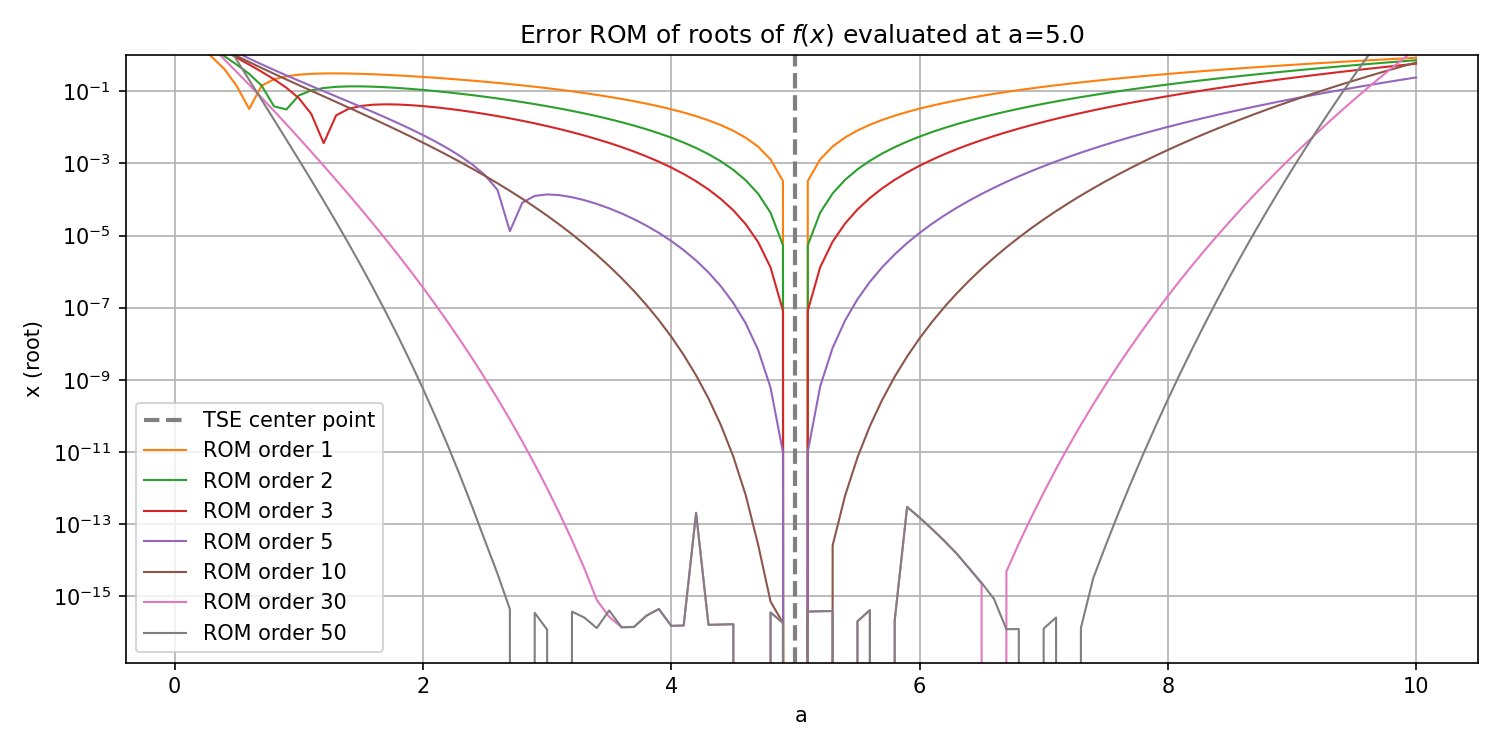 Error ROM of roots of f(x) evaluated at a=5.0
x (root)
10⁻¹
10⁻³
10⁻⁵
10⁻⁷
10⁻⁹
10⁻¹¹
10⁻¹³
10⁻¹⁵
TSE center point
ROM order 1
ROM order 2
ROM order 3
ROM order 5
ROM order 10
ROM order 30
ROM order 50
0 2 4 6 8 10
a